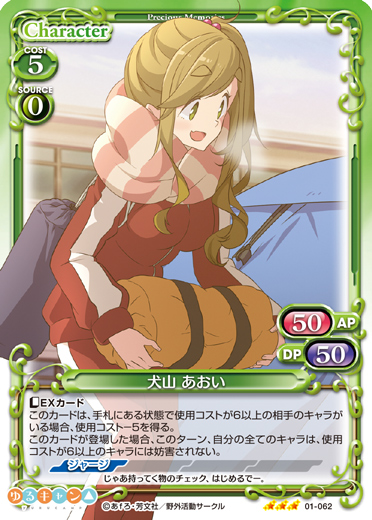 Precious Memories
Character
COST
5
SOURCE
0
50 AP
DP 50
犬山 あおい
EXカード
このカードは、手札にある状態で使用コストが6以上の相手のキャラが
いる場合、使用コスト−5を得る。
このカードが登場した場合、このターン、自分の全てのキャラは、使用
コストが6以上のキャラに妨害されない。
ジャージ
じゃあ持ってく物のチェック、はじめるでー。
ゆるキャン△
©あfろ・芳文社／野外活動サークル
01-062